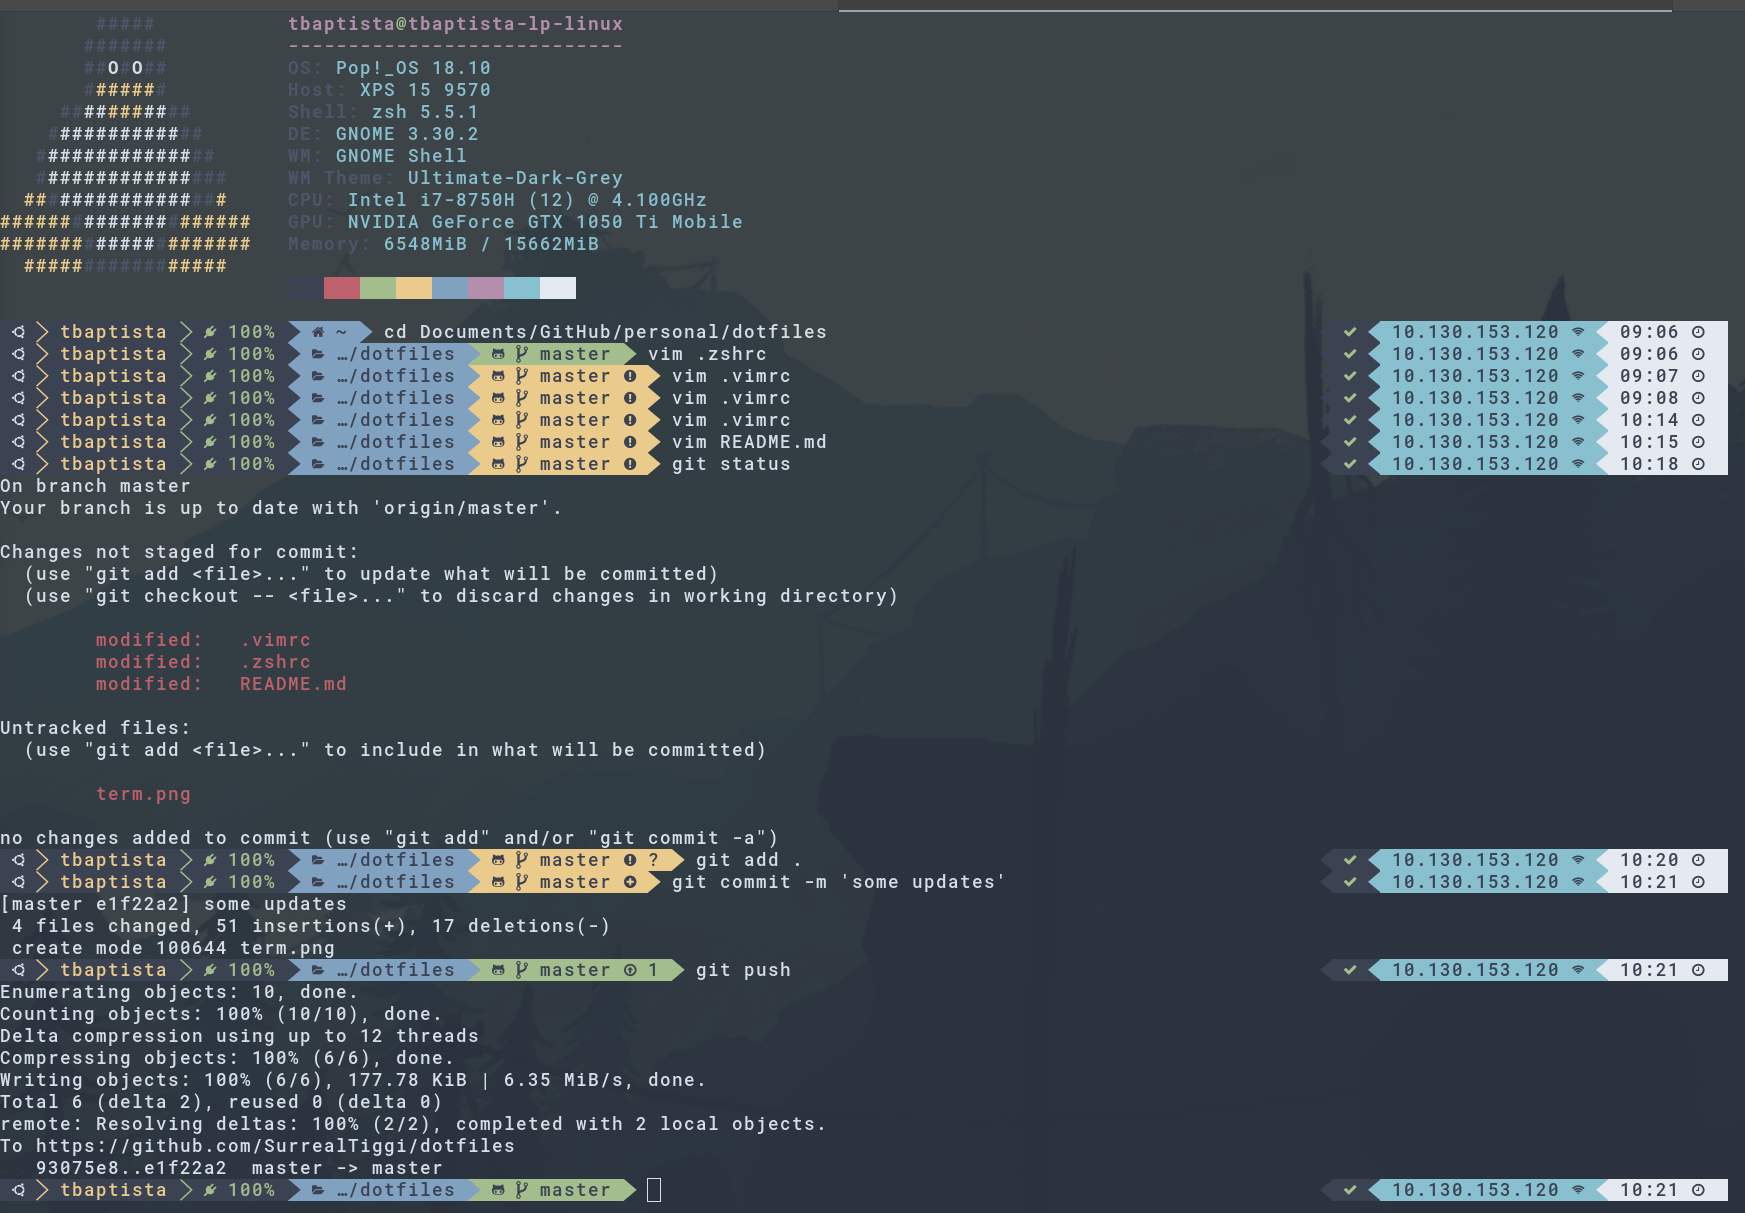 #####
#######
##O#O##
#######
###########
#############
###############
################
#################
#####################
#####################
#################
tbaptista@tbaptista-lp-linux
----------------------------
OS: Pop!_OS 18.10
Host: XPS 15 9570
Shell: zsh 5.5.1
DE: GNOME 3.30.2
WM: GNOME Shell
WM Theme: Ultimate-Dark-Grey
CPU: Intel i7-8750H (12) @ 4.100GHz
GPU: NVIDIA GeForce GTX 1050 Ti Mobile
Memory: 6548MiB / 15662MiB
tbaptista 100% ~ cd Documents/GitHub/personal/dotfiles 10.130.153.120 09:06
tbaptista 100% …/dotfiles master vim .zshrc 10.130.153.120 09:06
tbaptista 100% …/dotfiles master vim .vimrc 10.130.153.120 09:07
tbaptista 100% …/dotfiles master vim .vimrc 10.130.153.120 09:08
tbaptista 100% …/dotfiles master vim .vimrc 10.130.153.120 10:14
tbaptista 100% …/dotfiles master vim README.md 10.130.153.120 10:15
tbaptista 100% …/dotfiles master git status 10.130.153.120 10:18
On branch master
Your branch is up to date with 'origin/master'.
Changes not staged for commit:
(use "git add <file>..." to update what will be committed)
(use "git checkout -- <file>..." to discard changes in working directory)
modified: .vimrc
modified: .zshrc
modified: README.md
Untracked files:
(use "git add <file>..." to include in what will be committed)
term.png
no changes added to commit (use "git add" and/or "git commit -a")
tbaptista 100% …/dotfiles master ? git add . 10.130.153.120 10:20
tbaptista 100% …/dotfiles master git commit -m 'some updates' 10.130.153.120 10:21
[master e1f22a2] some updates
4 files changed, 51 insertions(+), 17 deletions(-)
create mode 100644 term.png
tbaptista 100% …/dotfiles master 1 git push 10.130.153.120 10:21
Enumerating objects: 10, done.
Counting objects: 100% (10/10), done.
Delta compression using up to 12 threads
Compressing objects: 100% (6/6), done.
Writing objects: 100% (6/6), 177.78 KiB | 6.35 MiB/s, done.
Total 6 (delta 2), reused 0 (delta 0)
remote: Resolving deltas: 100% (2/2), completed with 2 local objects.
To https://github.com/SurrealTiggi/dotfiles
93075e8..e1f22a2 master -> master
tbaptista 100% …/dotfiles master 10.130.153.120 10:21